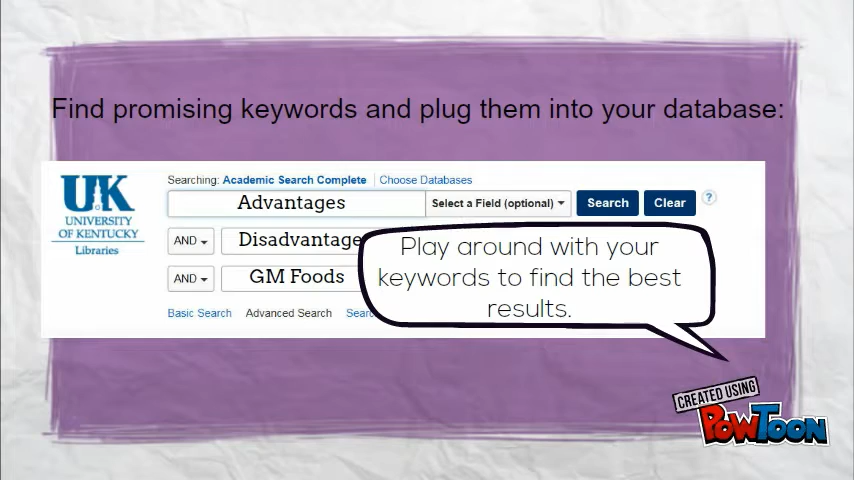 Find promising keywords and plug them into your database:
UK
UNIVERSITY
OF KENTUCKY
Libraries
Searching: Academic Search Complete Choose Databases
Advantages
Select a Field (optional)
Search
Clear
?
AND
Disadvantage
AND
GM Foods
Play around with your
keywords to find the best
results.
Basic Search Advanced Search
CREATED USING
POWTOON